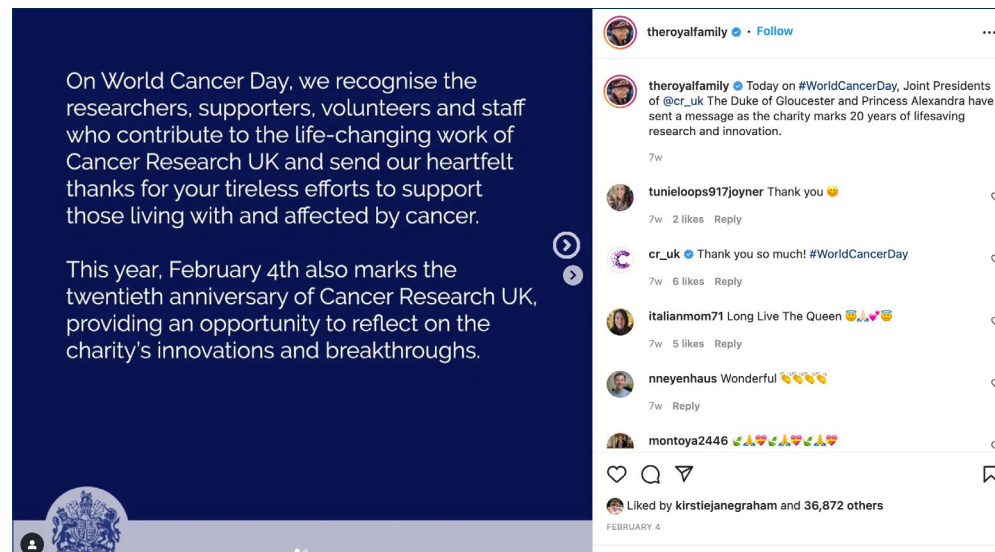 On World Cancer Day, we recognise the
researchers, supporters, volunteers and staff
who contribute to the life-changing work of
Cancer Research UK and send our heartfelt
thanks for your tireless efforts to support
those living with and affected by cancer.
This year, February 4th also marks the
twentieth anniversary of Cancer Research UK,
providing an opportunity to reflect on the
charity's innovations and breakthroughs.
theroyalfamily • Follow
theroyalfamily Today on #WorldCancerDay, Joint Presidents
of @cr_uk The Duke of Gloucester and Princess Alexandra have
sent a message as the charity marks 20 years of lifesaving
research and innovation.
7w
tunieloops917joyner Thank you 😊
7w 2 likes Reply
cr_uk Thank you so much! #WorldCancerDay
7w 6 likes Reply
italianmom71 Long Live The Queen 😇🙏🏻💕😇
7w 5 likes Reply
nneyenhaus Wonderful 👏👏👏👏
7w Reply
montoya2446 🍃🙏💝🍃🙏💝🍃🙏💝
Liked by kirstiejanegraham and 36,872 others
FEBRUARY 4